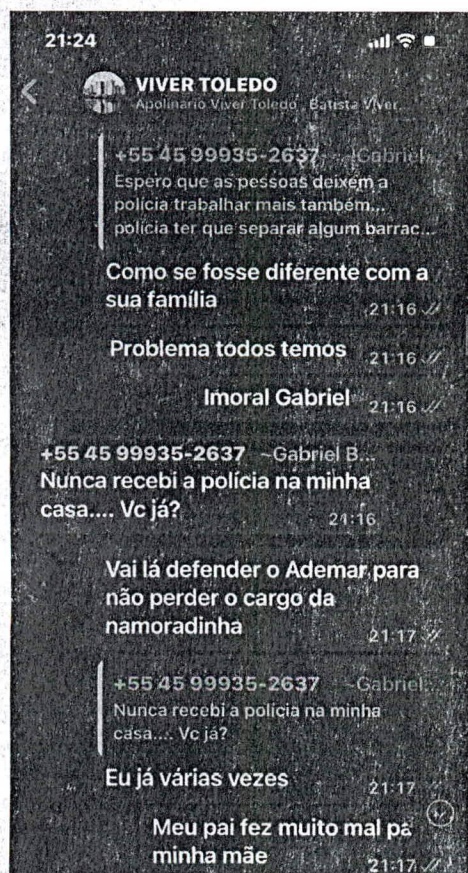 21:24
VIVER TOLEDO
Apolinario Viver Toledo, Batista Viver...
+55 45 99935-2637 ~Gabriel...
Espero que as pessoas deixem a
polícia trabalhar mais também...
polícia ter que separar algum barrac...
Como se fosse diferente com a
sua família
21:16
Problema todos temos 21:16
Imoral Gabriel 21:16
+55 45 99935-2637 ~Gabriel B...
Nunca recebi a polícia na minha
casa.... Vc já?
21:16
Vai lá defender o Ademar para
não perder o cargo da
namoradinha
21:17
+55 45 99935-2637 ~Gabriel...
Nunca recebi a polícia na minha
casa.... Vc já?
Eu já várias vezes 21:17
Meu pai fez muito mal pa
minha mãe 21:17